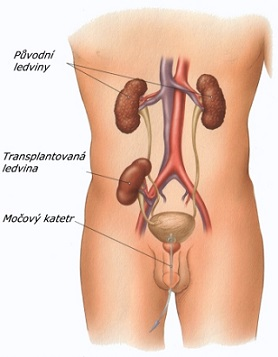 Původní
ledviny
Transplantovaná
ledvina
Močový katetr